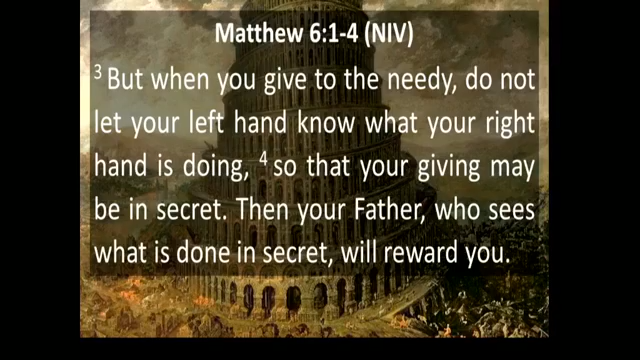 Matthew 6:1-4 (NIV)
3 But when you give to the needy, do not
let your left hand know what your right
hand is doing, 4 so that your giving may
be in secret. Then your Father, who sees
what is done in secret, will reward you.